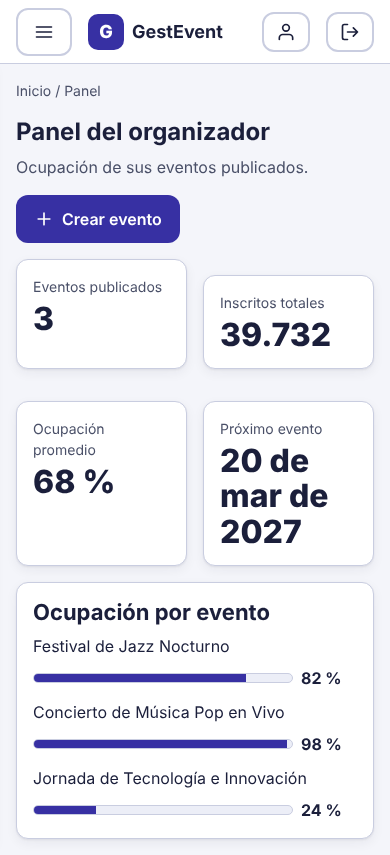 G GestEvent
Inicio / Panel
Panel del organizador
Ocupación de sus eventos publicados.
Crear evento
Eventos publicados
3
Inscritos totales
39.732
Ocupación
promedio
68 %
Próximo evento
20 de
mar de
2027
Ocupación por evento
Festival de Jazz Nocturno
82 %
Concierto de Música Pop en Vivo
98 %
Jornada de Tecnología e Innovación
24 %